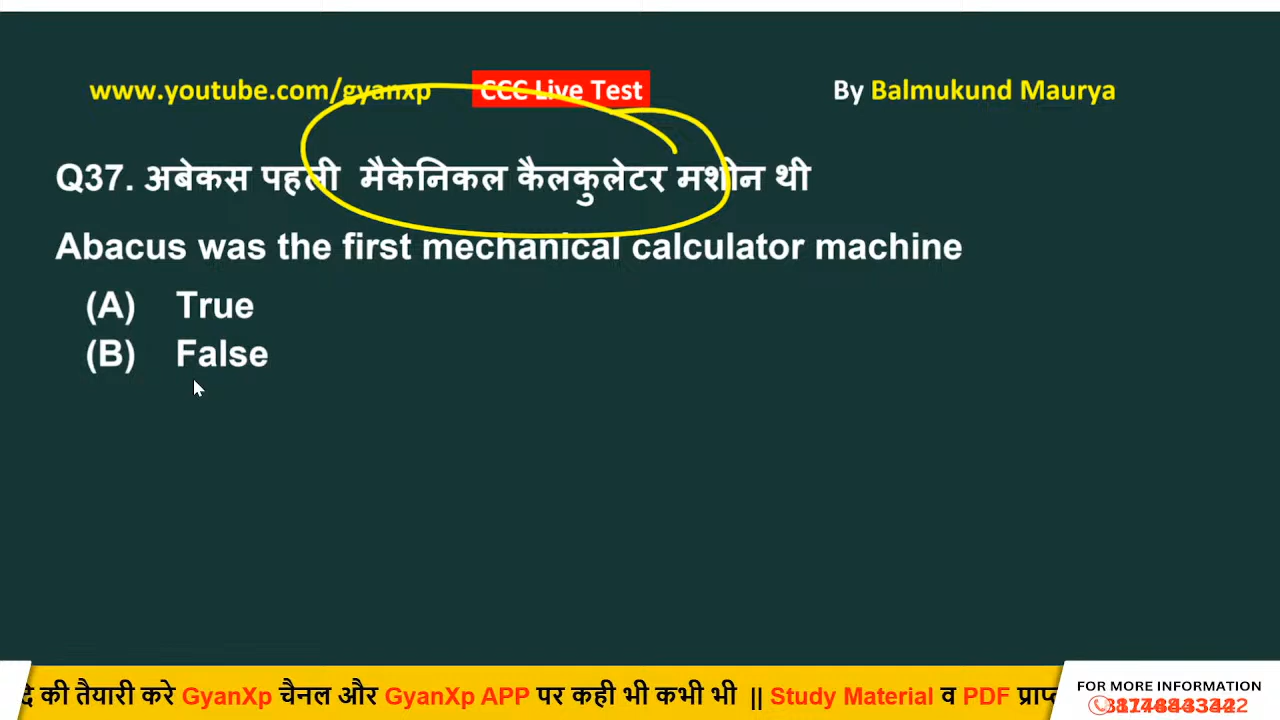 www.youtube.com/gyanxp CCC Live Test By Balmukund Maurya
Q37. अबेकस पहली मैकेनिकल कैलकुलेटर मशीन थी
Abacus was the first mechanical calculator machine
(A) True
(B) False
की तैयारी करे GyanXp चैनल और GyanXp APP पर कही भी कभी भी || Study Material व PDF
FOR MORE INFORMATION